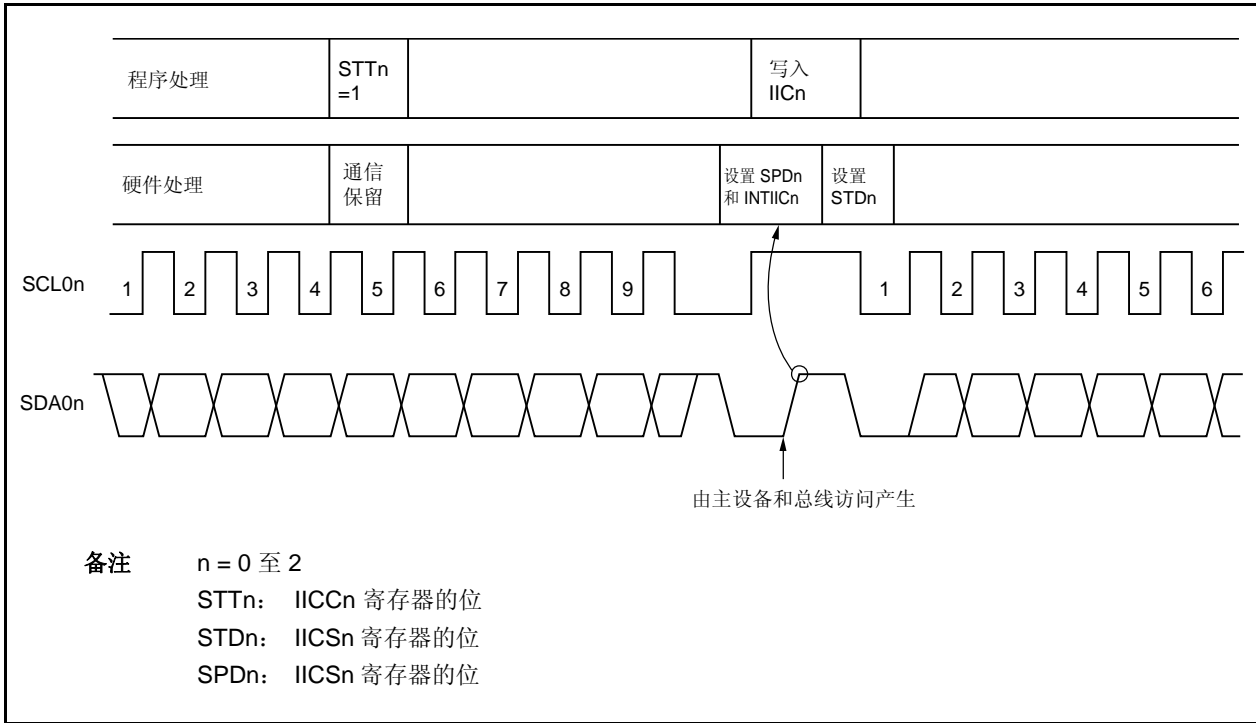 程序处理
STTn
=1
写入
IICn
硬件处理
通信
保留
设置 SPDn
和 INTIICn
设置
STDn
SCL0n 1 2 3 4 5 6 7 8 9 1 2 3 4 5 6
SDA0n
由主设备和总线访问产生
备注 n = 0 至 2
STTn： IICCn 寄存器的位
STDn： IICSn 寄存器的位
SPDn： IICSn 寄存器的位